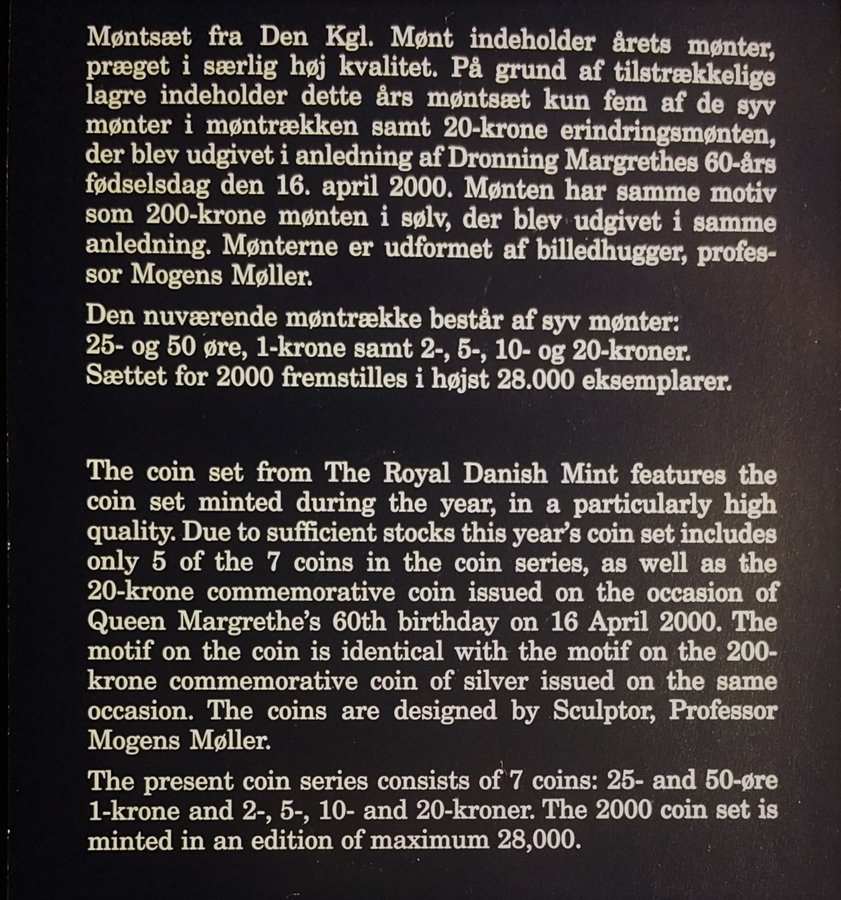 Møntsæt fra Den Kgl. Mønt indeholder årets mønter,
præget i særlig høj kvalitet. På grund af tilstrækkelige
lagre indeholder dette års møntsæt kun fem af de syv
mønter i møntrækken samt 20-krone erindringsmønten,
der blev udgivet i anledning af Dronning Margrethes 60-års
fødselsdag den 16. april 2000. Mønten har samme motiv
som 200-krone mønten i sølv, der blev udgivet i samme
anledning. Mønterne er udformet af billedhugger, profes-
sor Mogens Møller.
Den nuværende møntrække består af syv mønter:
25- og 50 øre, 1-krone samt 2-, 5-, 10- og 20-kroner.
Sættet for 2000 fremstilles i højst 28.000 eksemplarer.
The coin set from The Royal Danish Mint features the
coin set minted during the year, in a particularly high
quality. Due to sufficient stocks this year's coin set includes
only 5 of the 7 coins in the coin series, as well as the
20-krone commemorative coin issued on the occasion of
Queen Margrethe's 60th birthday on 16 April 2000. The
motif on the coin is identical with the motif on the 200-
krone commemorative coin of silver issued on the same
occasion. The coins are designed by Sculptor, Professor
Mogens Møller.
The present coin series consists of 7 coins: 25- and 50-øre
1-krone and 2-, 5-, 10- and 20-kroner. The 2000 coin set is
minted in an edition of maximum 28,000.